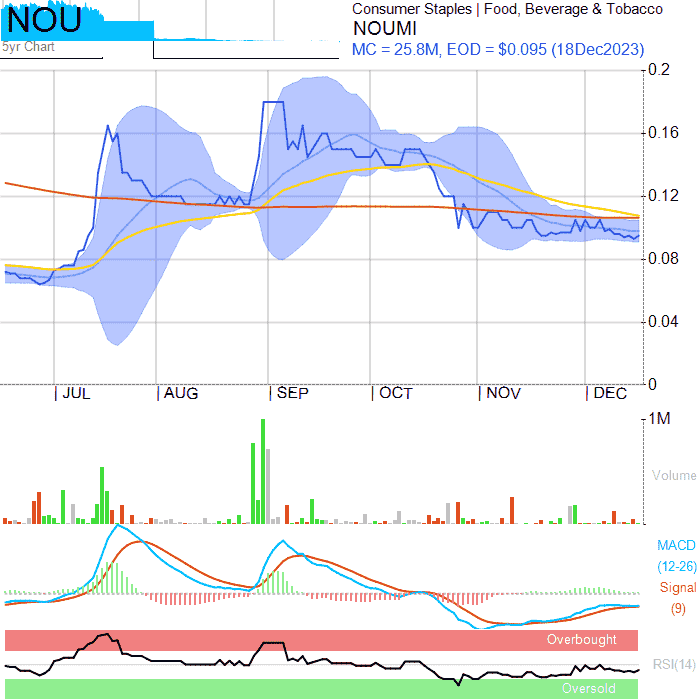 NOU
5yr Chart
Consumer Staples | Food, Beverage & Tobacco
NOUMI
MC = 25.8M, EOD = $0.095 (18Dec2023)
0.2
0.16
0.12
0.08
0.04
0
JUL AUG SEP OCT NOV DEC
1M
Volume
MACD
(12-26)
Signal
(9)
Overbought
RSI(14)
Oversold